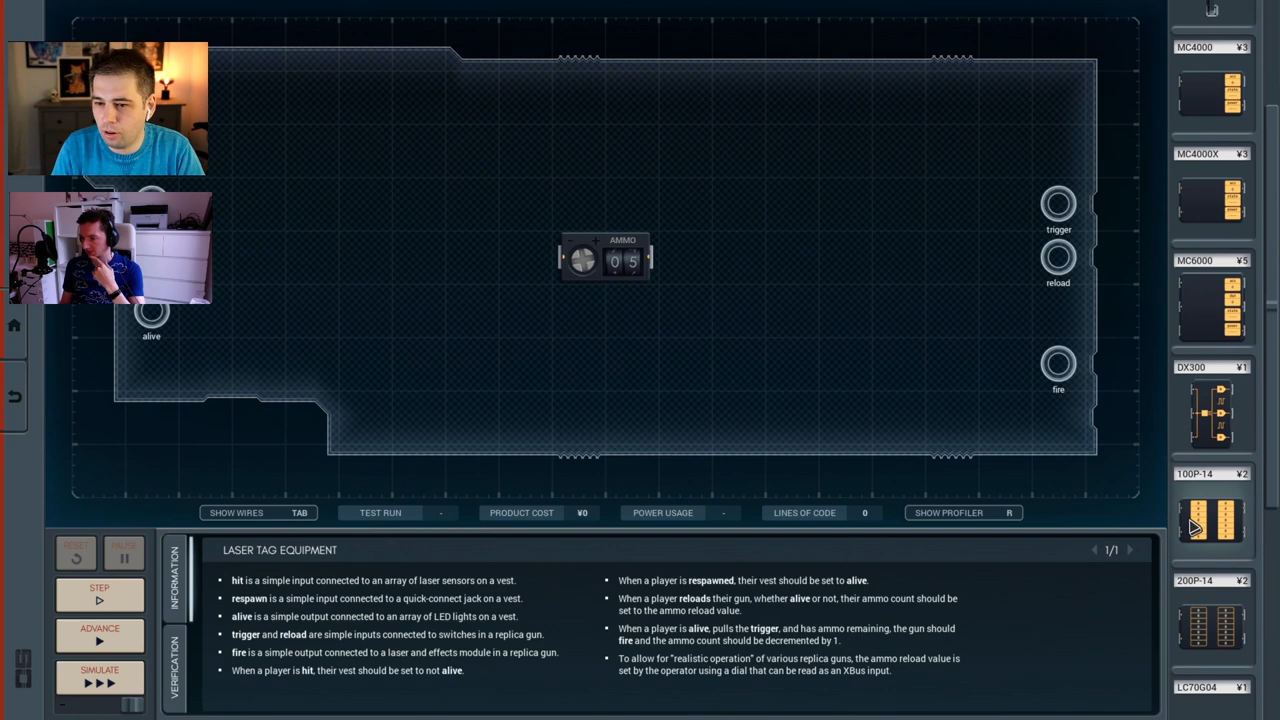 MC4000 ¥3
MC4000X ¥3
MC6000 ¥5
DX300 ¥1
100P-14 ¥2
200P-14 ¥2
LC70G04 ¥1
AMMO
05
trigger
reload
fire
alive
SHOW WIRES TAB
TEST RUN -
PRODUCT COST ¥0
POWER USAGE -
LINES OF CODE 0
SHOW PROFILER R
RESET
PAUSE
STEP
ADVANCE
SIMULATE
INFORMATION
VERIFICATION
LASER TAG EQUIPMENT
1/1
hit is a simple input connected to an array of laser sensors on a vest.
respawn is a simple input connected to a quick-connect jack on a vest.
alive is a simple output connected to an array of LED lights on a vest.
trigger and reload are simple inputs connected to switches in a replica gun.
fire is a simple output connected to a laser and effects module in a replica gun.
When a player is hit, their vest should be set to not alive.
When a player is respawned, their vest should be set to alive.
When a player reloads their gun, whether alive or not, their ammo count should be
set to the ammo reload value.
When a player is alive, pulls the trigger, and has ammo remaining, the gun should
fire and the ammo count should be decremented by 1.
To allow for "realistic operation" of various replica guns, the ammo reload value is
set by the operator using a dial that can be read as an XBus input.